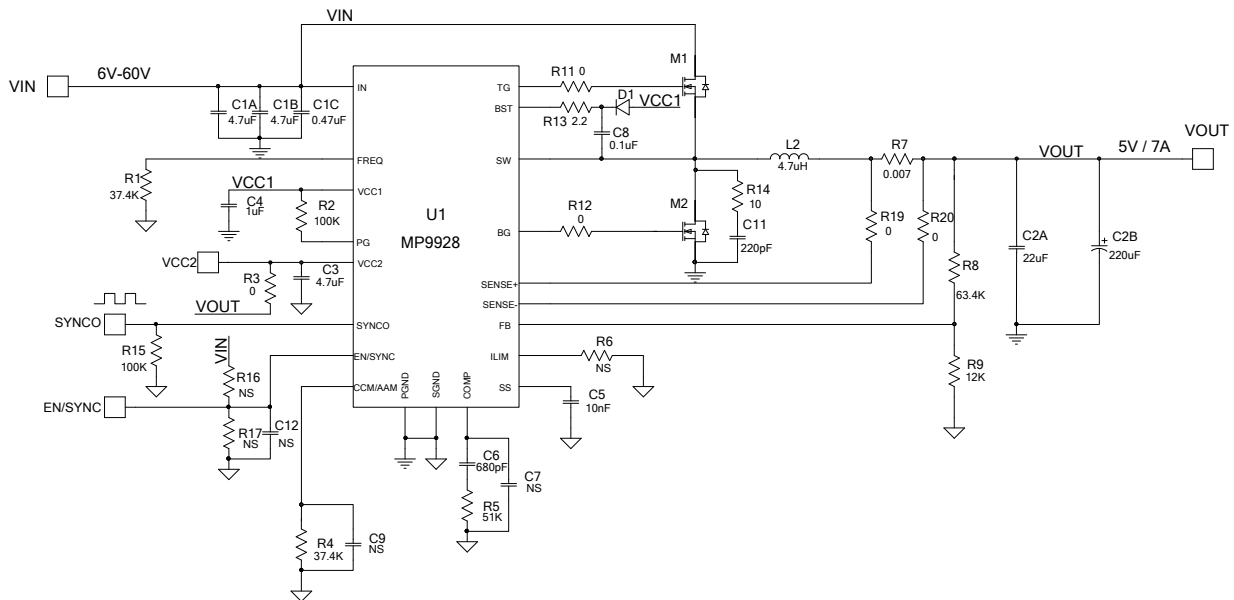 VIN
M1
VIN
6V-60V
IN
TG
R11 0
C1A
4.7uF
C1B
4.7uF
C1C
0.47uF
BST
R13 2.2
D1
VCC1
C8
0.1uF
FREQ
SW
L2
4.7uH
R7
0.007
VOUT
5V / 7A
VOUT
R1
37.4K
VCC1
C4
1uF
R2
100K
VCC1
PG
U1
MP9928
BG
R12
0
M2
R14
10
C11
220pF
R19
0
R20
0
R8
63.4K
C2A
22uF
+
C2B
220uF
VCC2
VCC2
R3
0
C3
4.7uF
VOUT
SENSE+
SENSE-
SYNCO
R15
100K
SYNCO
FB
VIN
R16
NS
EN/SYNC
ILIM
R6
NS
R9
12K
CCM/AAM
PGND
SGND
COMP
SS
C5
10nF
EN/SYNC
R17
NS
C12
NS
C6
680pF
C7
NS
R5
51K
R4
37.4K
C9
NS